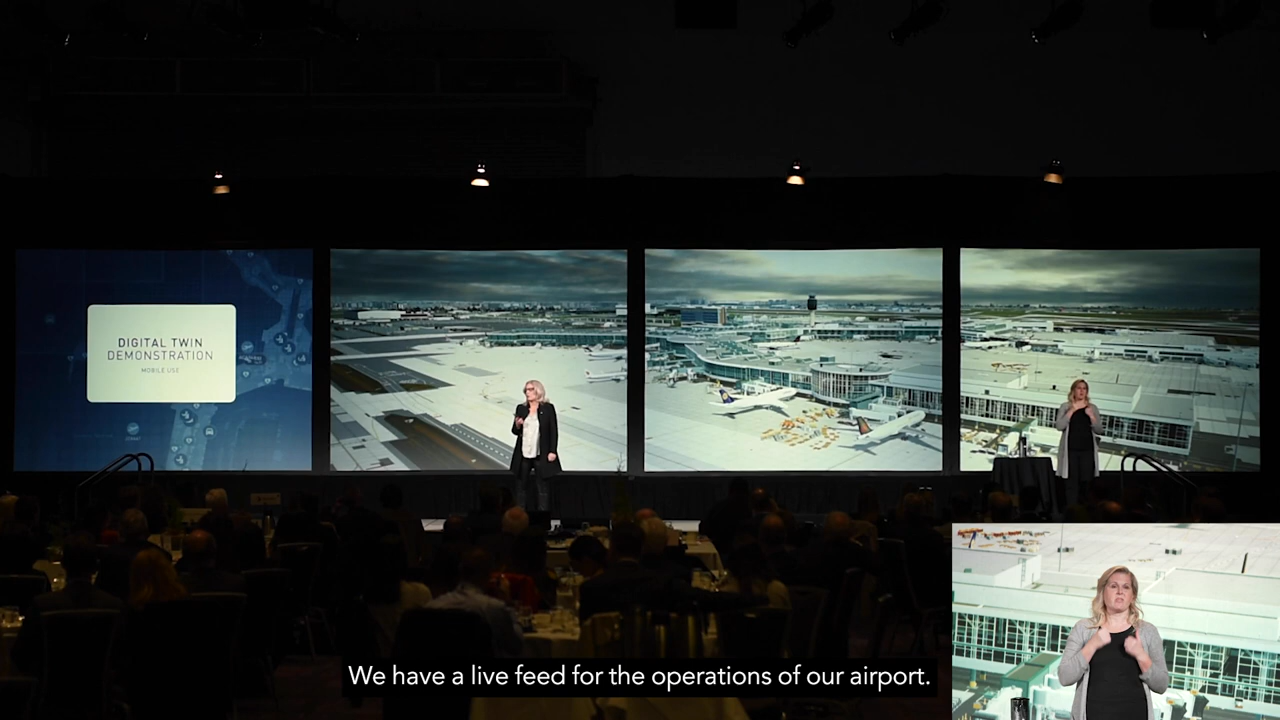 DIGITAL TWIN
DEMONSTRATION
MOBILE USE
We have a live feed for the operations of our airport.